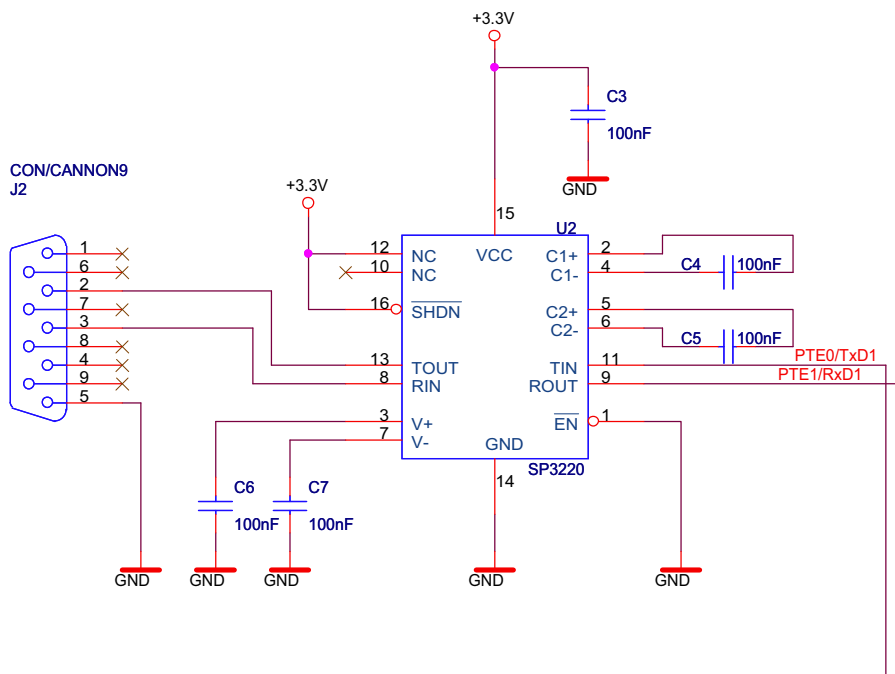 +3.3V
C3
100nF
GND
CON/CANNON9
J2
+3.3V
15
U2
1
6
2
7
3
8
4
9
5
12
10
16
13
8
3
7
NC
NC
SHDN
TOUT
RIN
V+
V-
VCC
GND
C1+
C1-
C2+
C2-
TIN
ROUT
EN
2
4
5
6
11
9
1
C4
100nF
C5
100nF
PTE0/TxD1
PTE1/RxD1
SP3220
14
C6
100nF
C7
100nF
GND
GND
GND
GND
GND